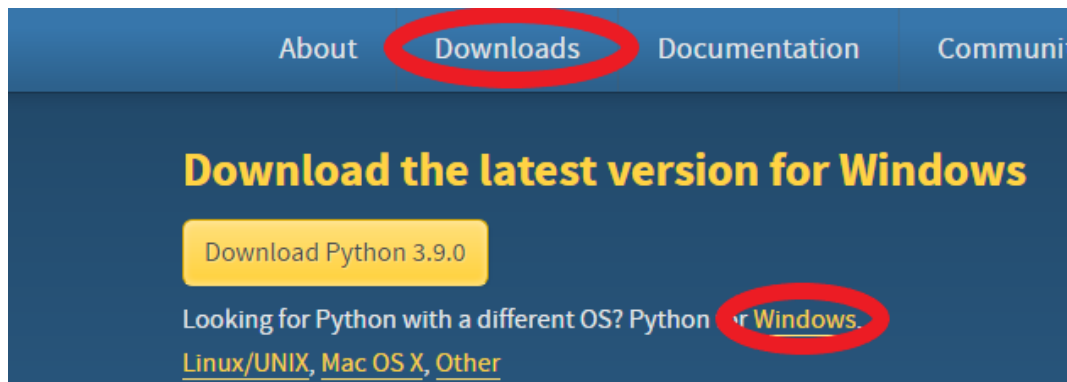 About Downloads Documentation Communi
Download the latest version for Windows
Download Python 3.9.0
Looking for Python with a different OS? Python for Windows,
Linux/UNIX, Mac OS X, Other